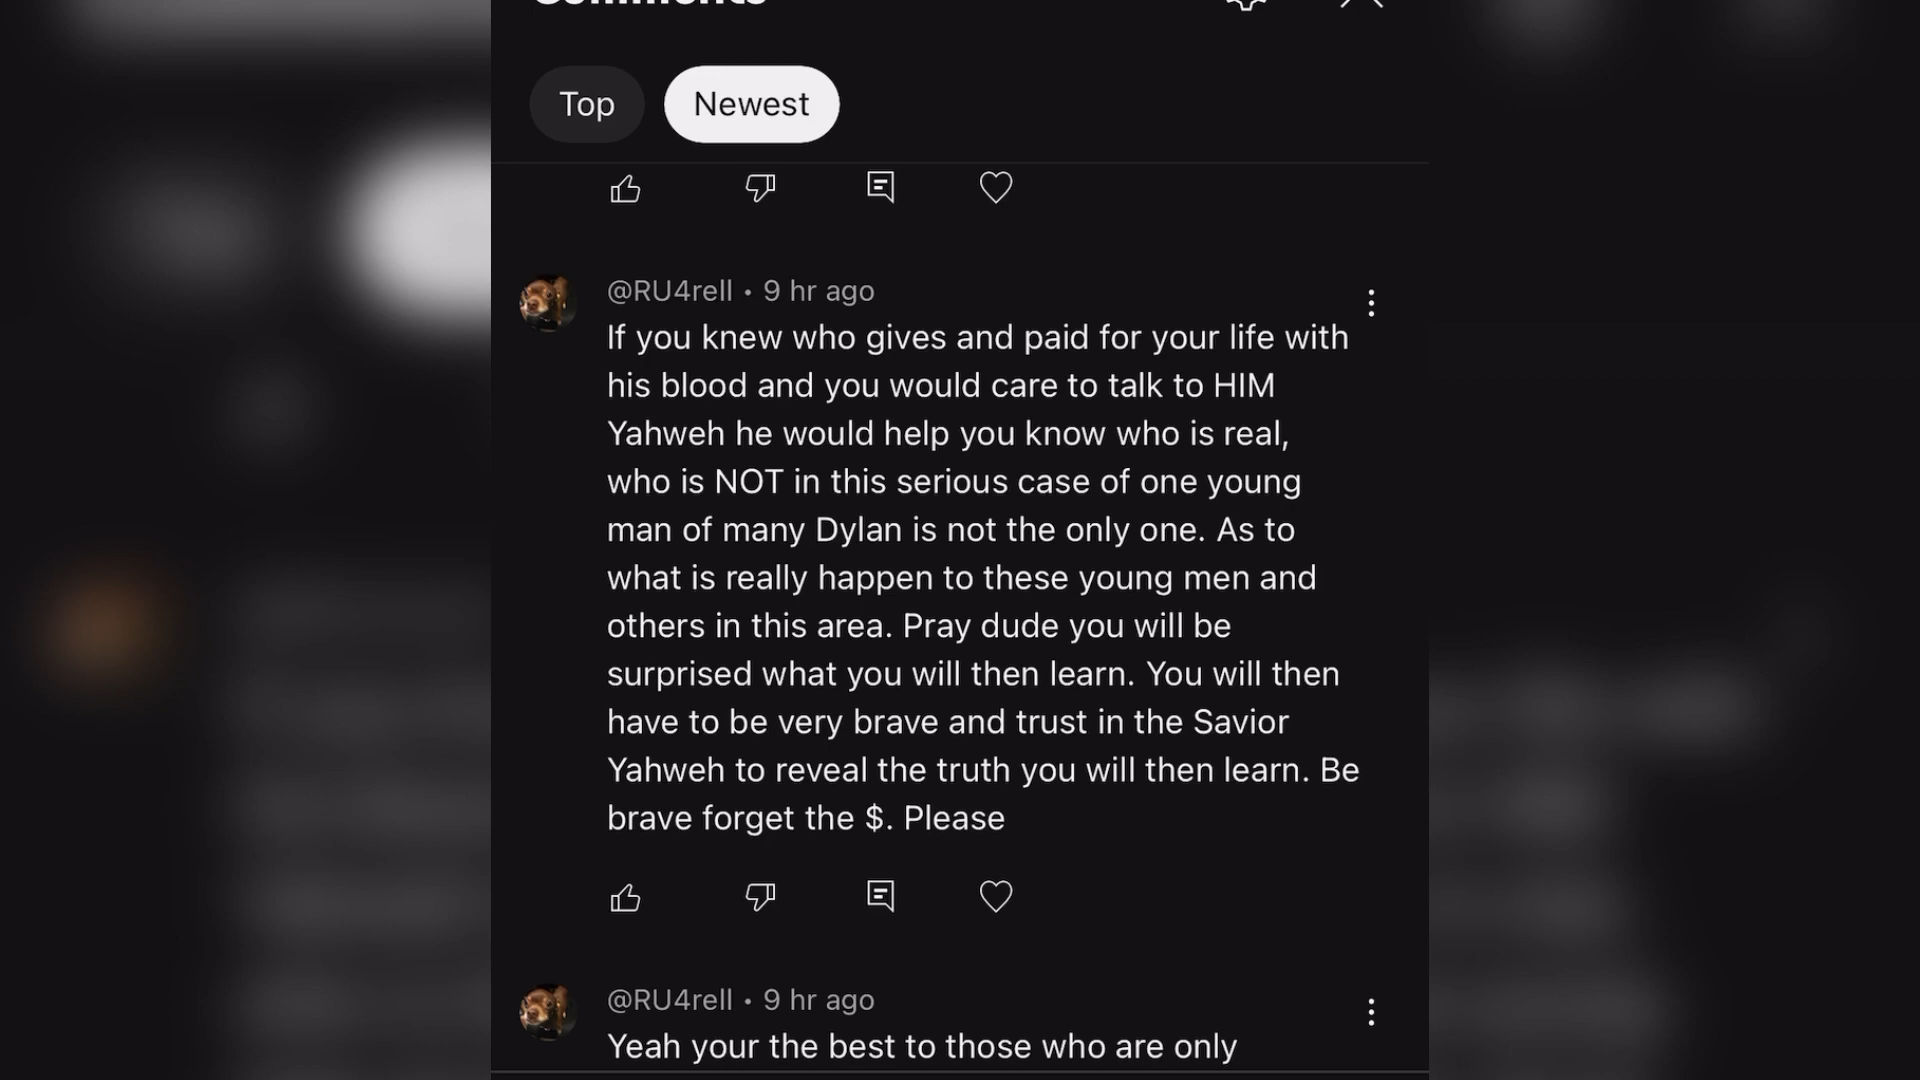 Comments
Top
Newest
@RU4rell • 9 hr ago
If you knew who gives and paid for your life with
his blood and you would care to talk to HIM
Yahweh he would help you know who is real,
who is NOT in this serious case of one young
man of many Dylan is not the only one. As to
what is really happen to these young men and
others in this area. Pray dude you will be
surprised what you will then learn. You will then
have to be very brave and trust in the Savior
Yahweh to reveal the truth you will then learn. Be
brave forget the $. Please
@RU4rell • 9 hr ago
Yeah your the best to those who are only